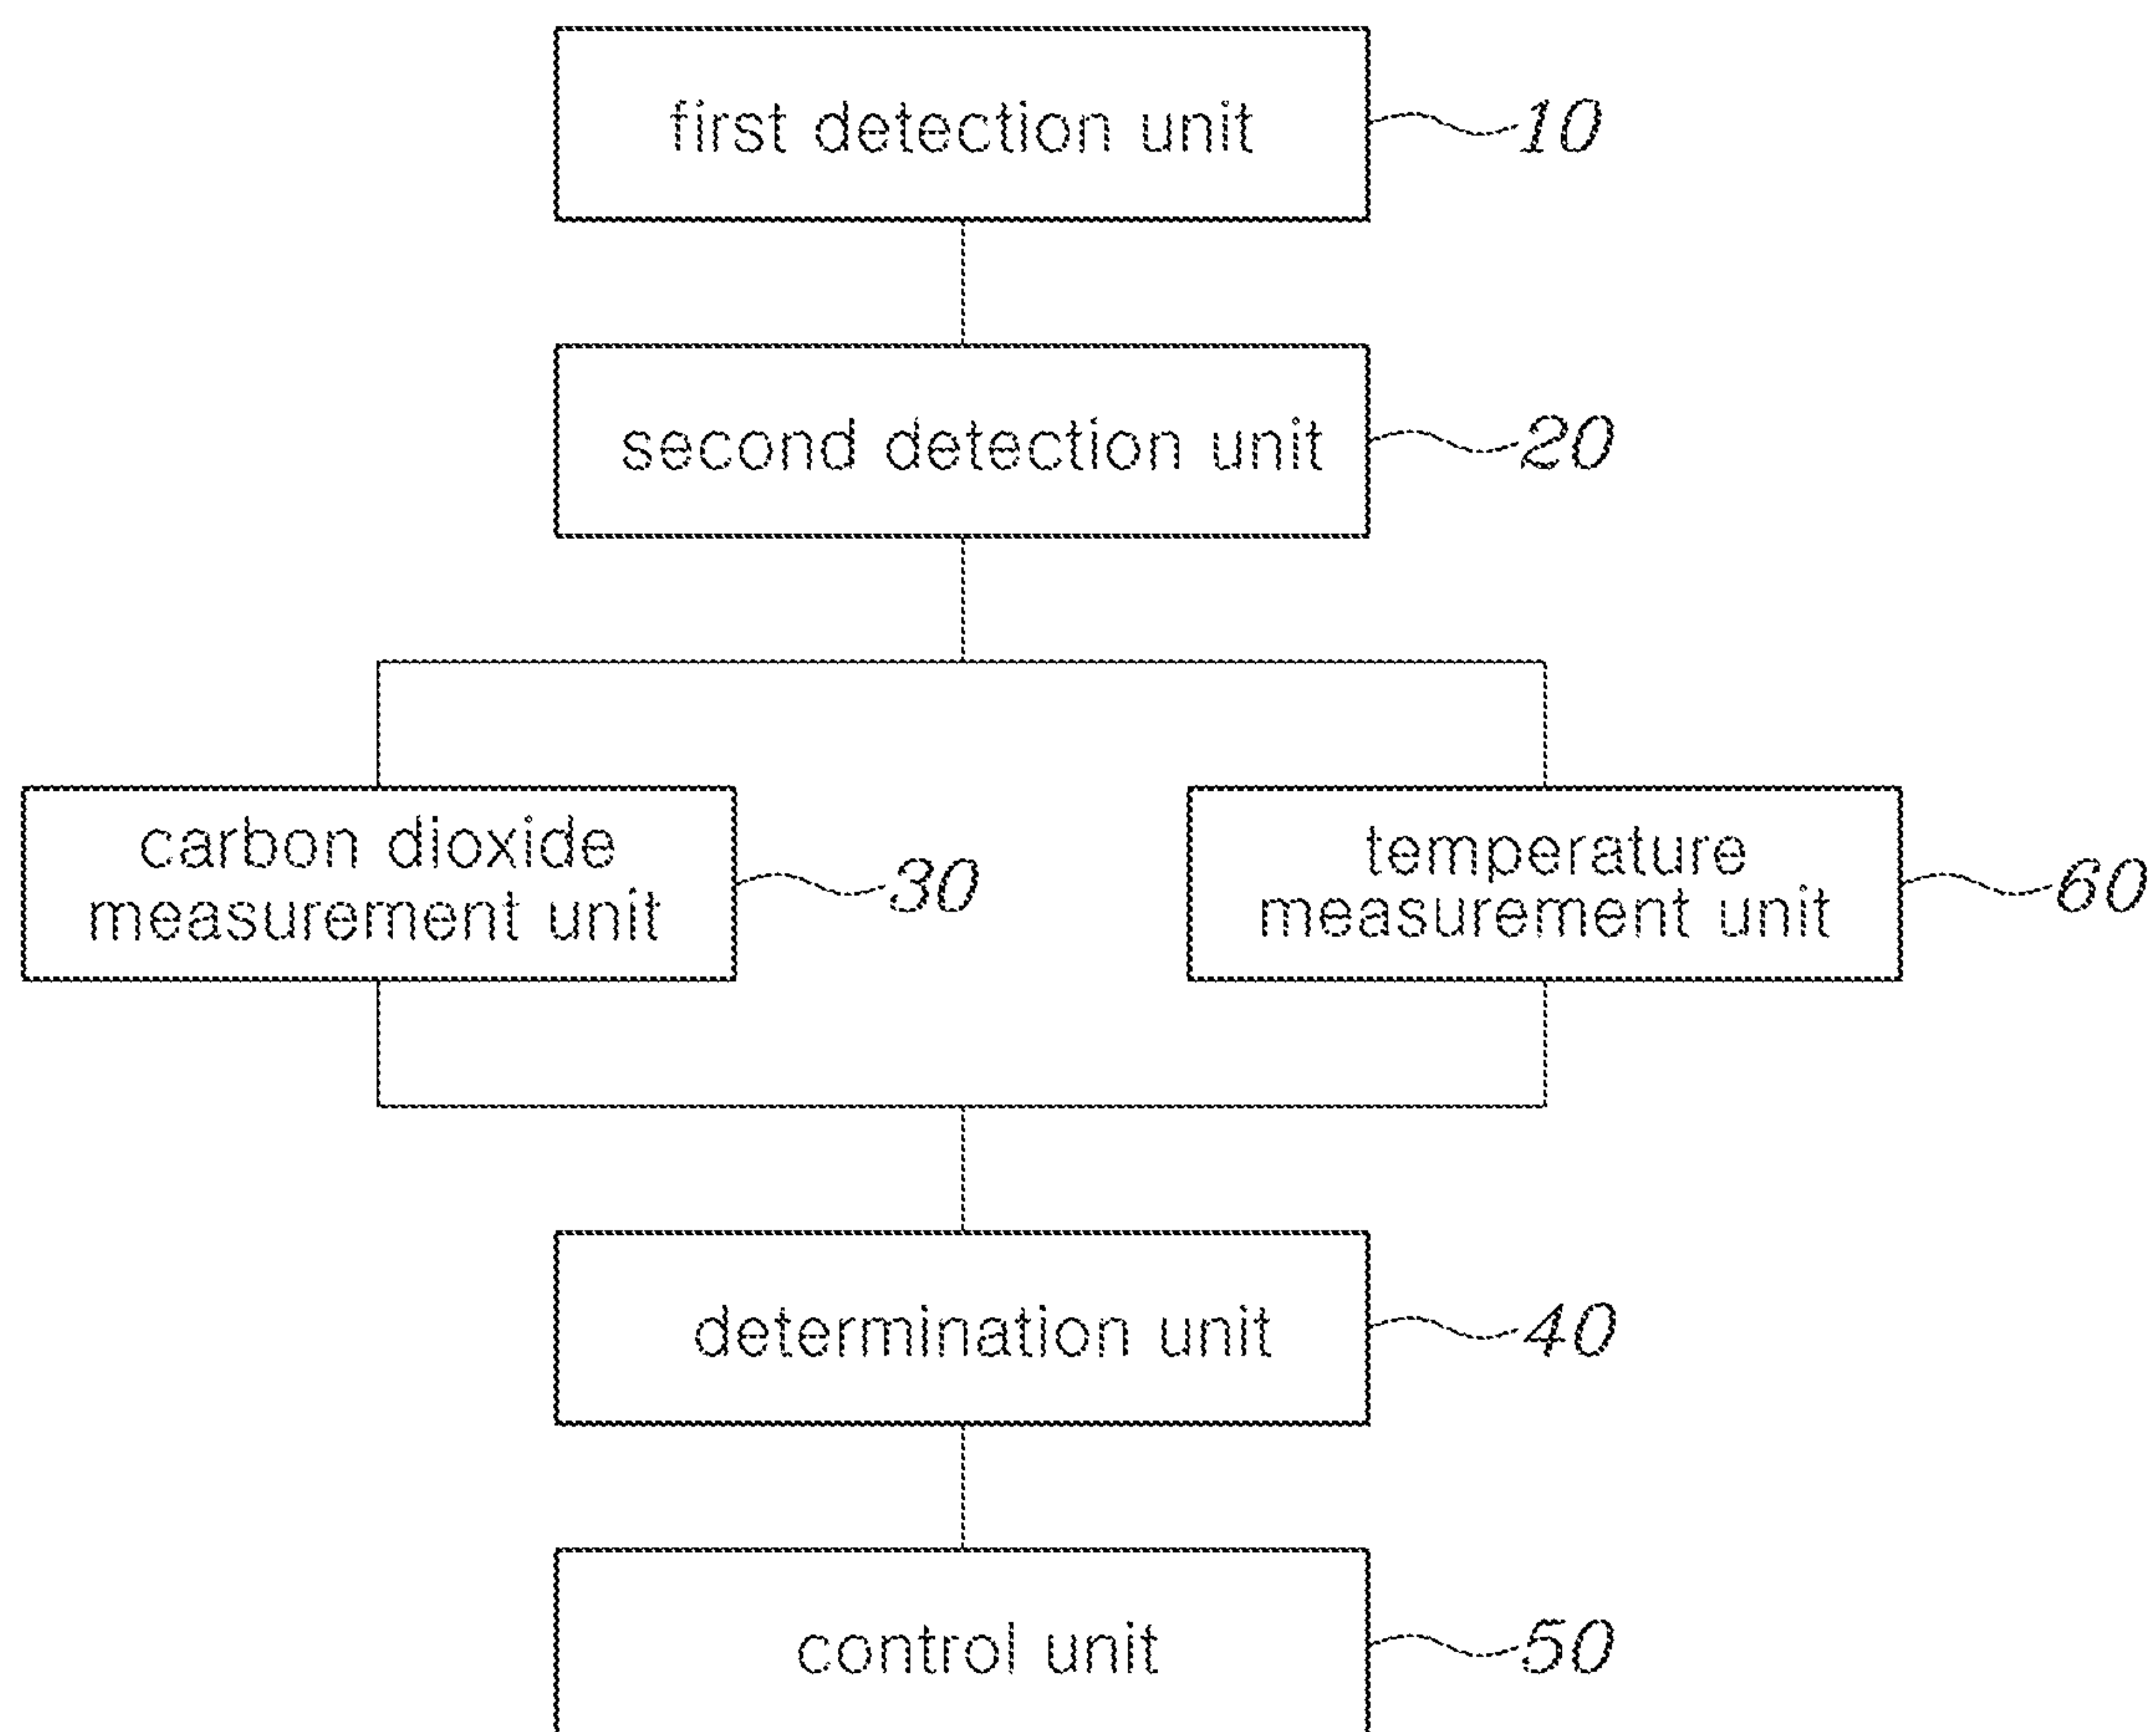 first detection unit 10
second detection unit 20
carbon dioxide
measurement unit 30
temperature
measurement unit 60
determination unit 40
control unit 50